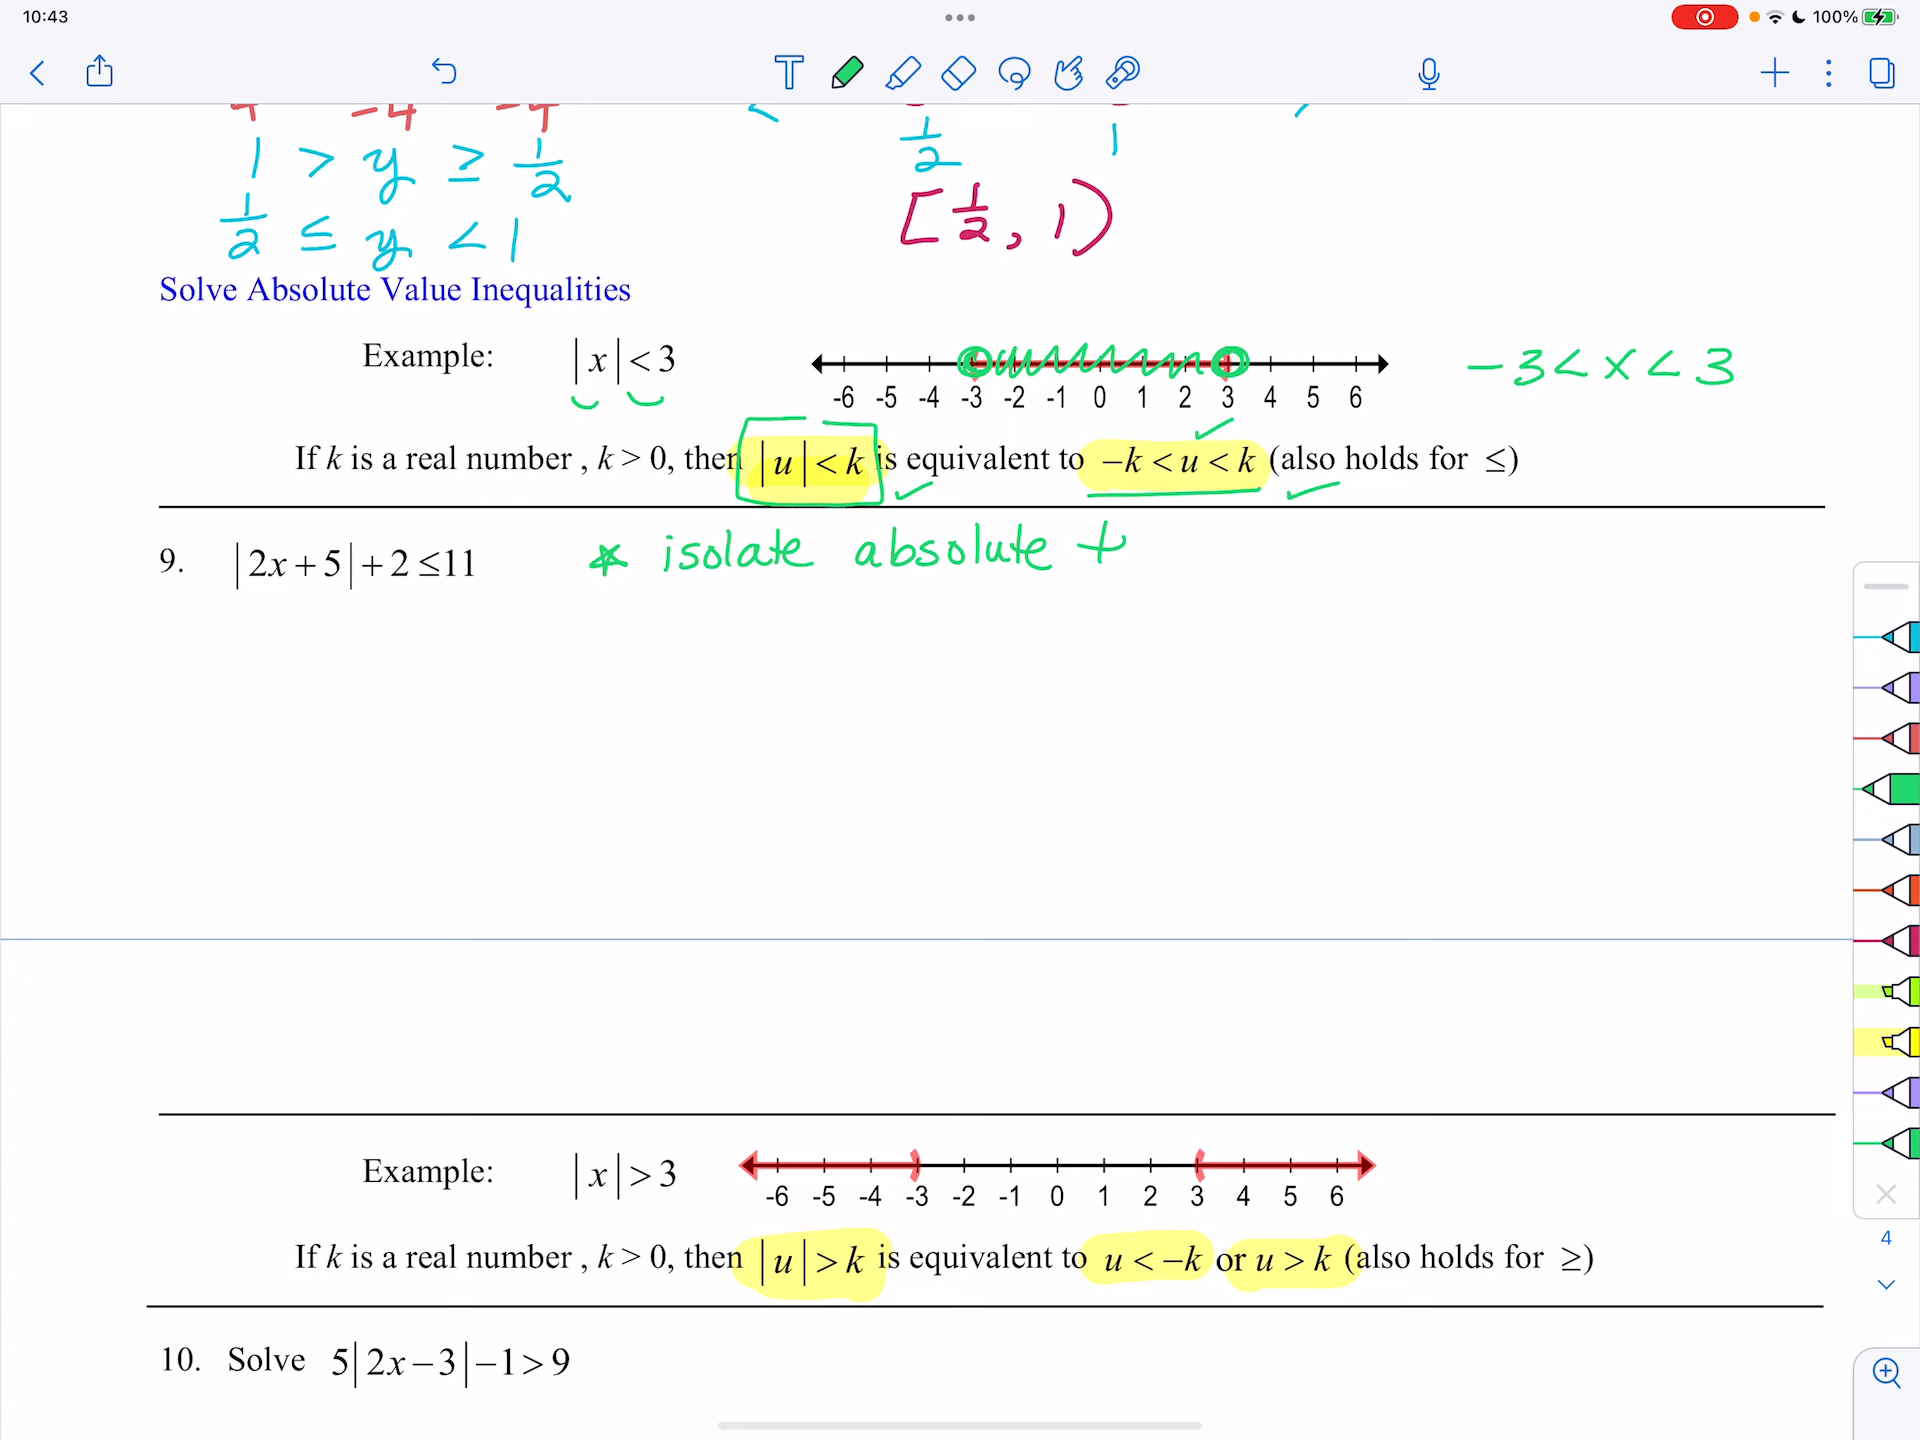 10:43
100%
-4 -4
1 > y ≥ 1/2
1/2 1
1/2 ≤ y < 1
[1/2, 1)
Solve Absolute Value Inequalities
Example: |x| < 3
-6 -5 -4 -3 -2 -1 0 1 2 3 4 5 6
-3 < x < 3
If k is a real number , k > 0, then |u| < k is equivalent to −k < u < k (also holds for ≤)
9. |2x + 5| + 2 ≤ 11
* isolate absolute +
Example: |x| > 3
-6 -5 -4 -3 -2 -1 0 1 2 3 4 5 6
If k is a real number , k > 0, then |u| > k is equivalent to u < −k or u > k (also holds for ≥)
4
10. Solve 5|2x − 3| − 1 > 9